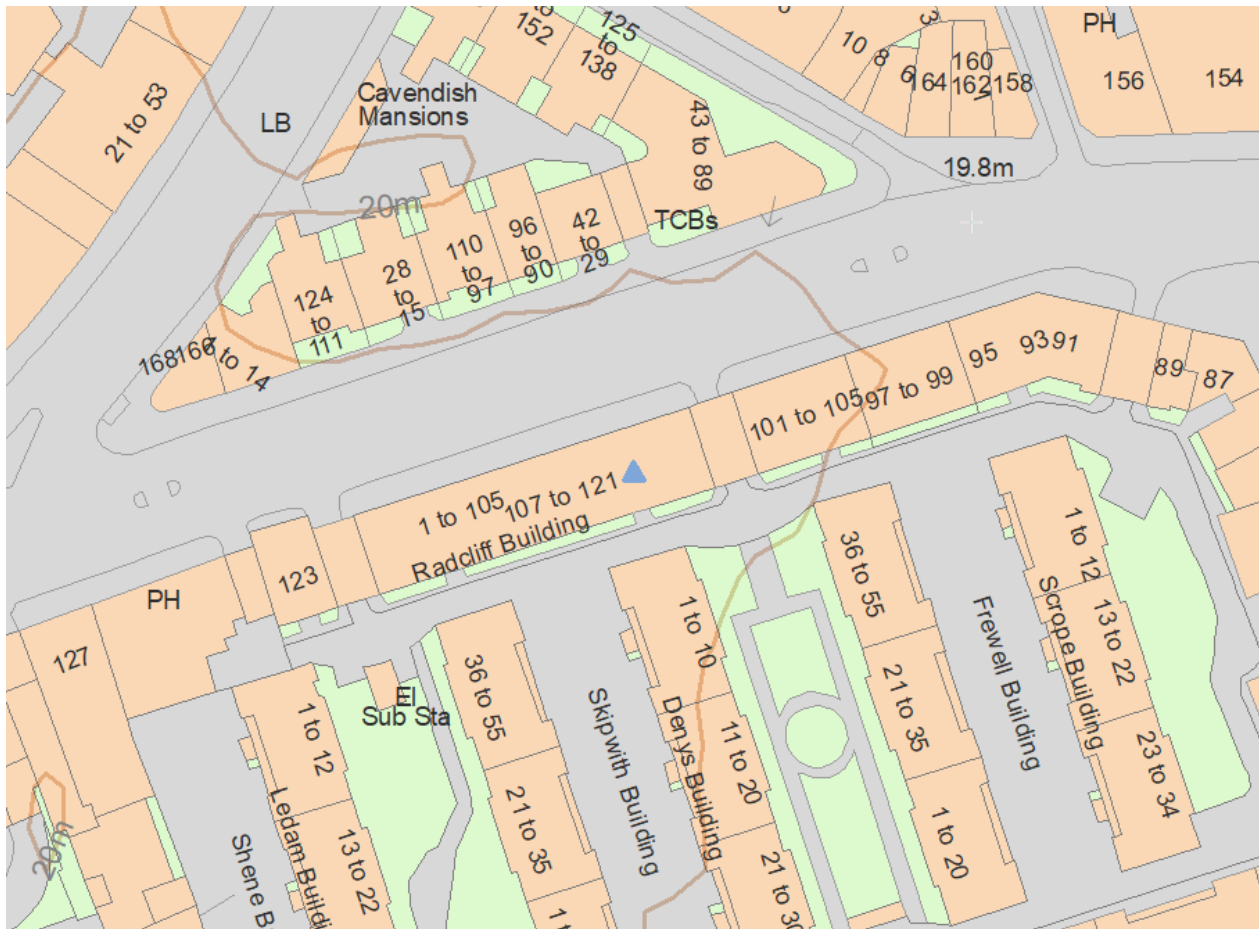 152
125
to
138
10
8
6
3
164
160
162
158
PH
156
154
21 to 53
LB
Cavendish
Mansions
43 to 89
19.8m
20m
TCBs
42
to
29
96
to
90
110
to
97
28
to
15
124
to
111
168
166
7 to 14
93
91
95
89
87
97 to 99
101 to 105
107 to 121
1 to 105
Radcliff Building
123
PH
127
El
Sub Sta
1 to 12
13 to 22
Ledam Buildi
Shene B
20m
36 to 55
21 to 35
1 t
Skipwith Building
1 to 10
11 to 20
21 to 30
Denys Building
36 to 55
21 to 35
1 to 20
Frewell Building
Scrope Building
1 to 12
13 to 22
23 to 34